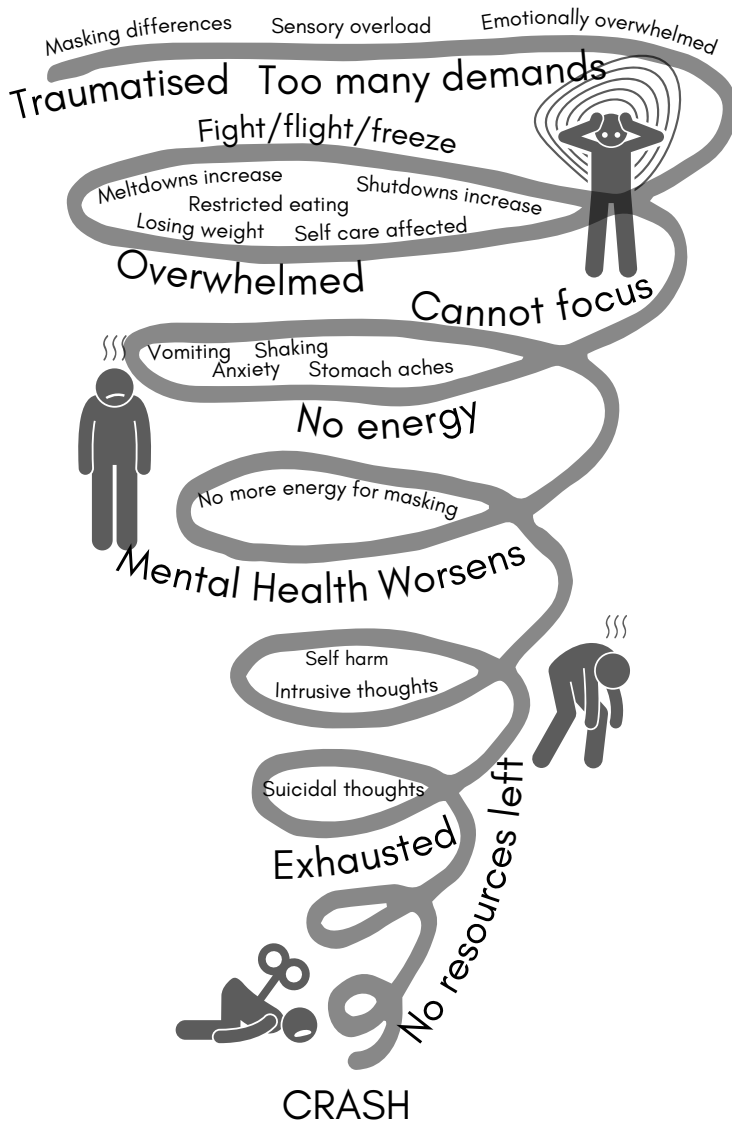 Masking differences
Sensory overload
Emotionally overwhelmed
Traumatised
Too many demands
Fight/flight/freeze
Meltdowns increase
Shutdowns increase
Restricted eating
Losing weight
Self care affected
Overwhelmed
Cannot focus
Vomiting
Shaking
Anxiety
Stomach aches
No energy
No more energy for masking
Mental Health Worsens
Self harm
Intrusive thoughts
Suicidal thoughts
Exhausted
No resources left
CRASH